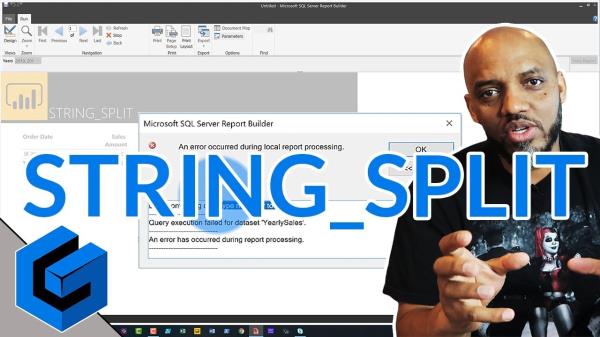 Untitled - Microsoft SQL Server Report Builder
File Run
Design
Zoom
First
Previous
1
Next
Last
Refresh
Stop
Back
Print
Page Setup
Print Layout
Export
Document Map
Parameters
Find
Views
Zoom
Navigation
Print
Export
Options
Find
Years
View Report
STRING_SPLIT
Order Date
Sales Amount
Microsoft SQL Server Report Builder
An error occurred during local report processing.
OK
STRING_SPLIT
Query execution failed for dataset 'YearlySales'.
An error has occurred during report processing.